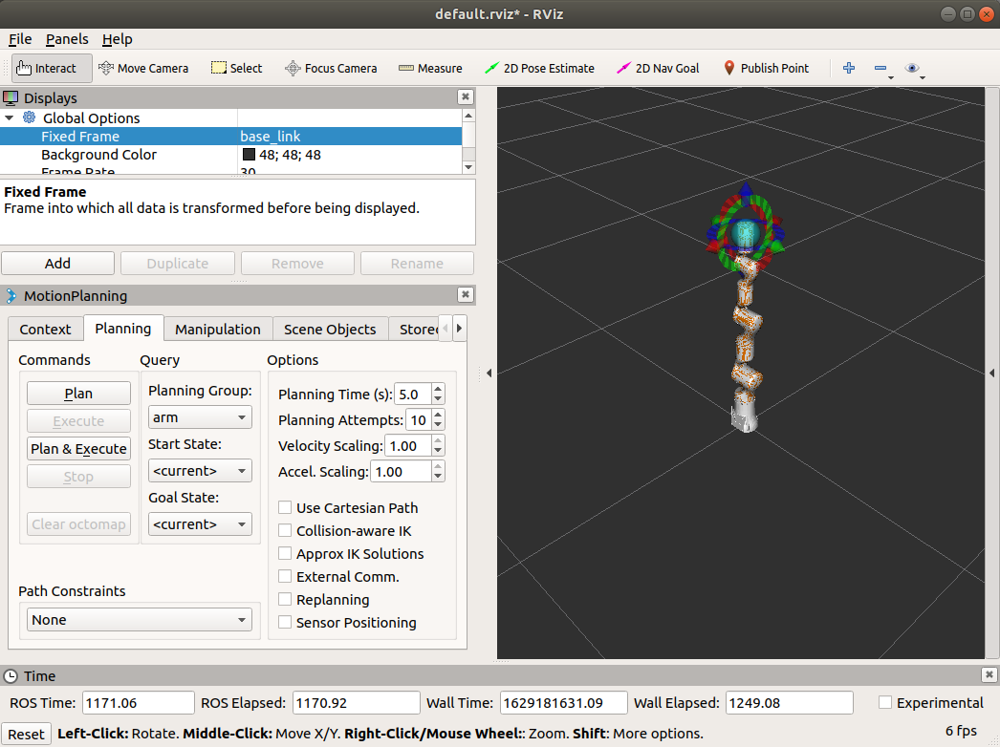 default.rviz* - RViz
File Panels Help
Interact Move Camera Select Focus Camera Measure 2D Pose Estimate 2D Nav Goal Publish Point
Displays
Global Options
Fixed Frame base_link
Background Color 48; 48; 48
Frame Rate 30
Fixed Frame
Frame into which all data is transformed before being displayed.
Add Duplicate Remove Rename
MotionPlanning
Context Planning Manipulation Scene Objects Stored
Commands Query Options
Plan
Execute
Plan & Execute
Stop
Clear octomap
Planning Group:
arm
Start State:
<current>
Goal State:
<current>
Planning Time (s): 5.0
Planning Attempts: 10
Velocity Scaling: 1.00
Accel. Scaling: 1.00
Use Cartesian Path
Collision-aware IK
Approx IK Solutions
External Comm.
Replanning
Sensor Positioning
Path Constraints
None
Time
ROS Time: 1171.06 ROS Elapsed: 1170.92 Wall Time: 1629181631.09 Wall Elapsed: 1249.08 Experimental
Reset Left-Click: Rotate. Middle-Click: Move X/Y. Right-Click/Mouse Wheel:: Zoom. Shift: More options. 6 fps